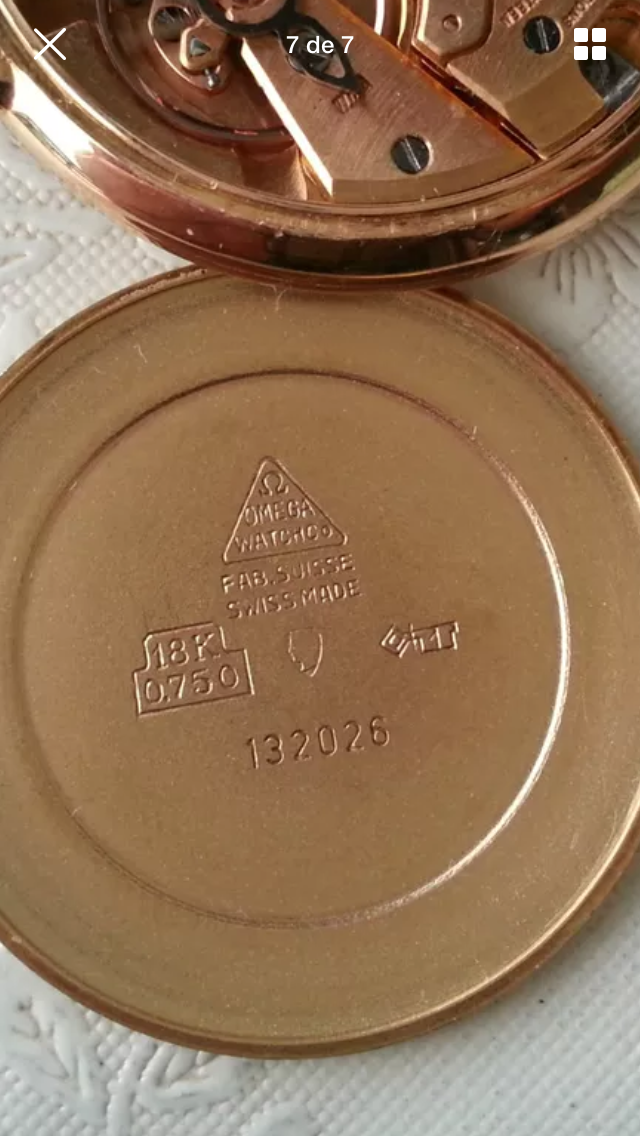 7 de 7
Ω
OMEGA
WATCH Co
FAB. SUISSE
SWISS MADE
18K
0.750
132026